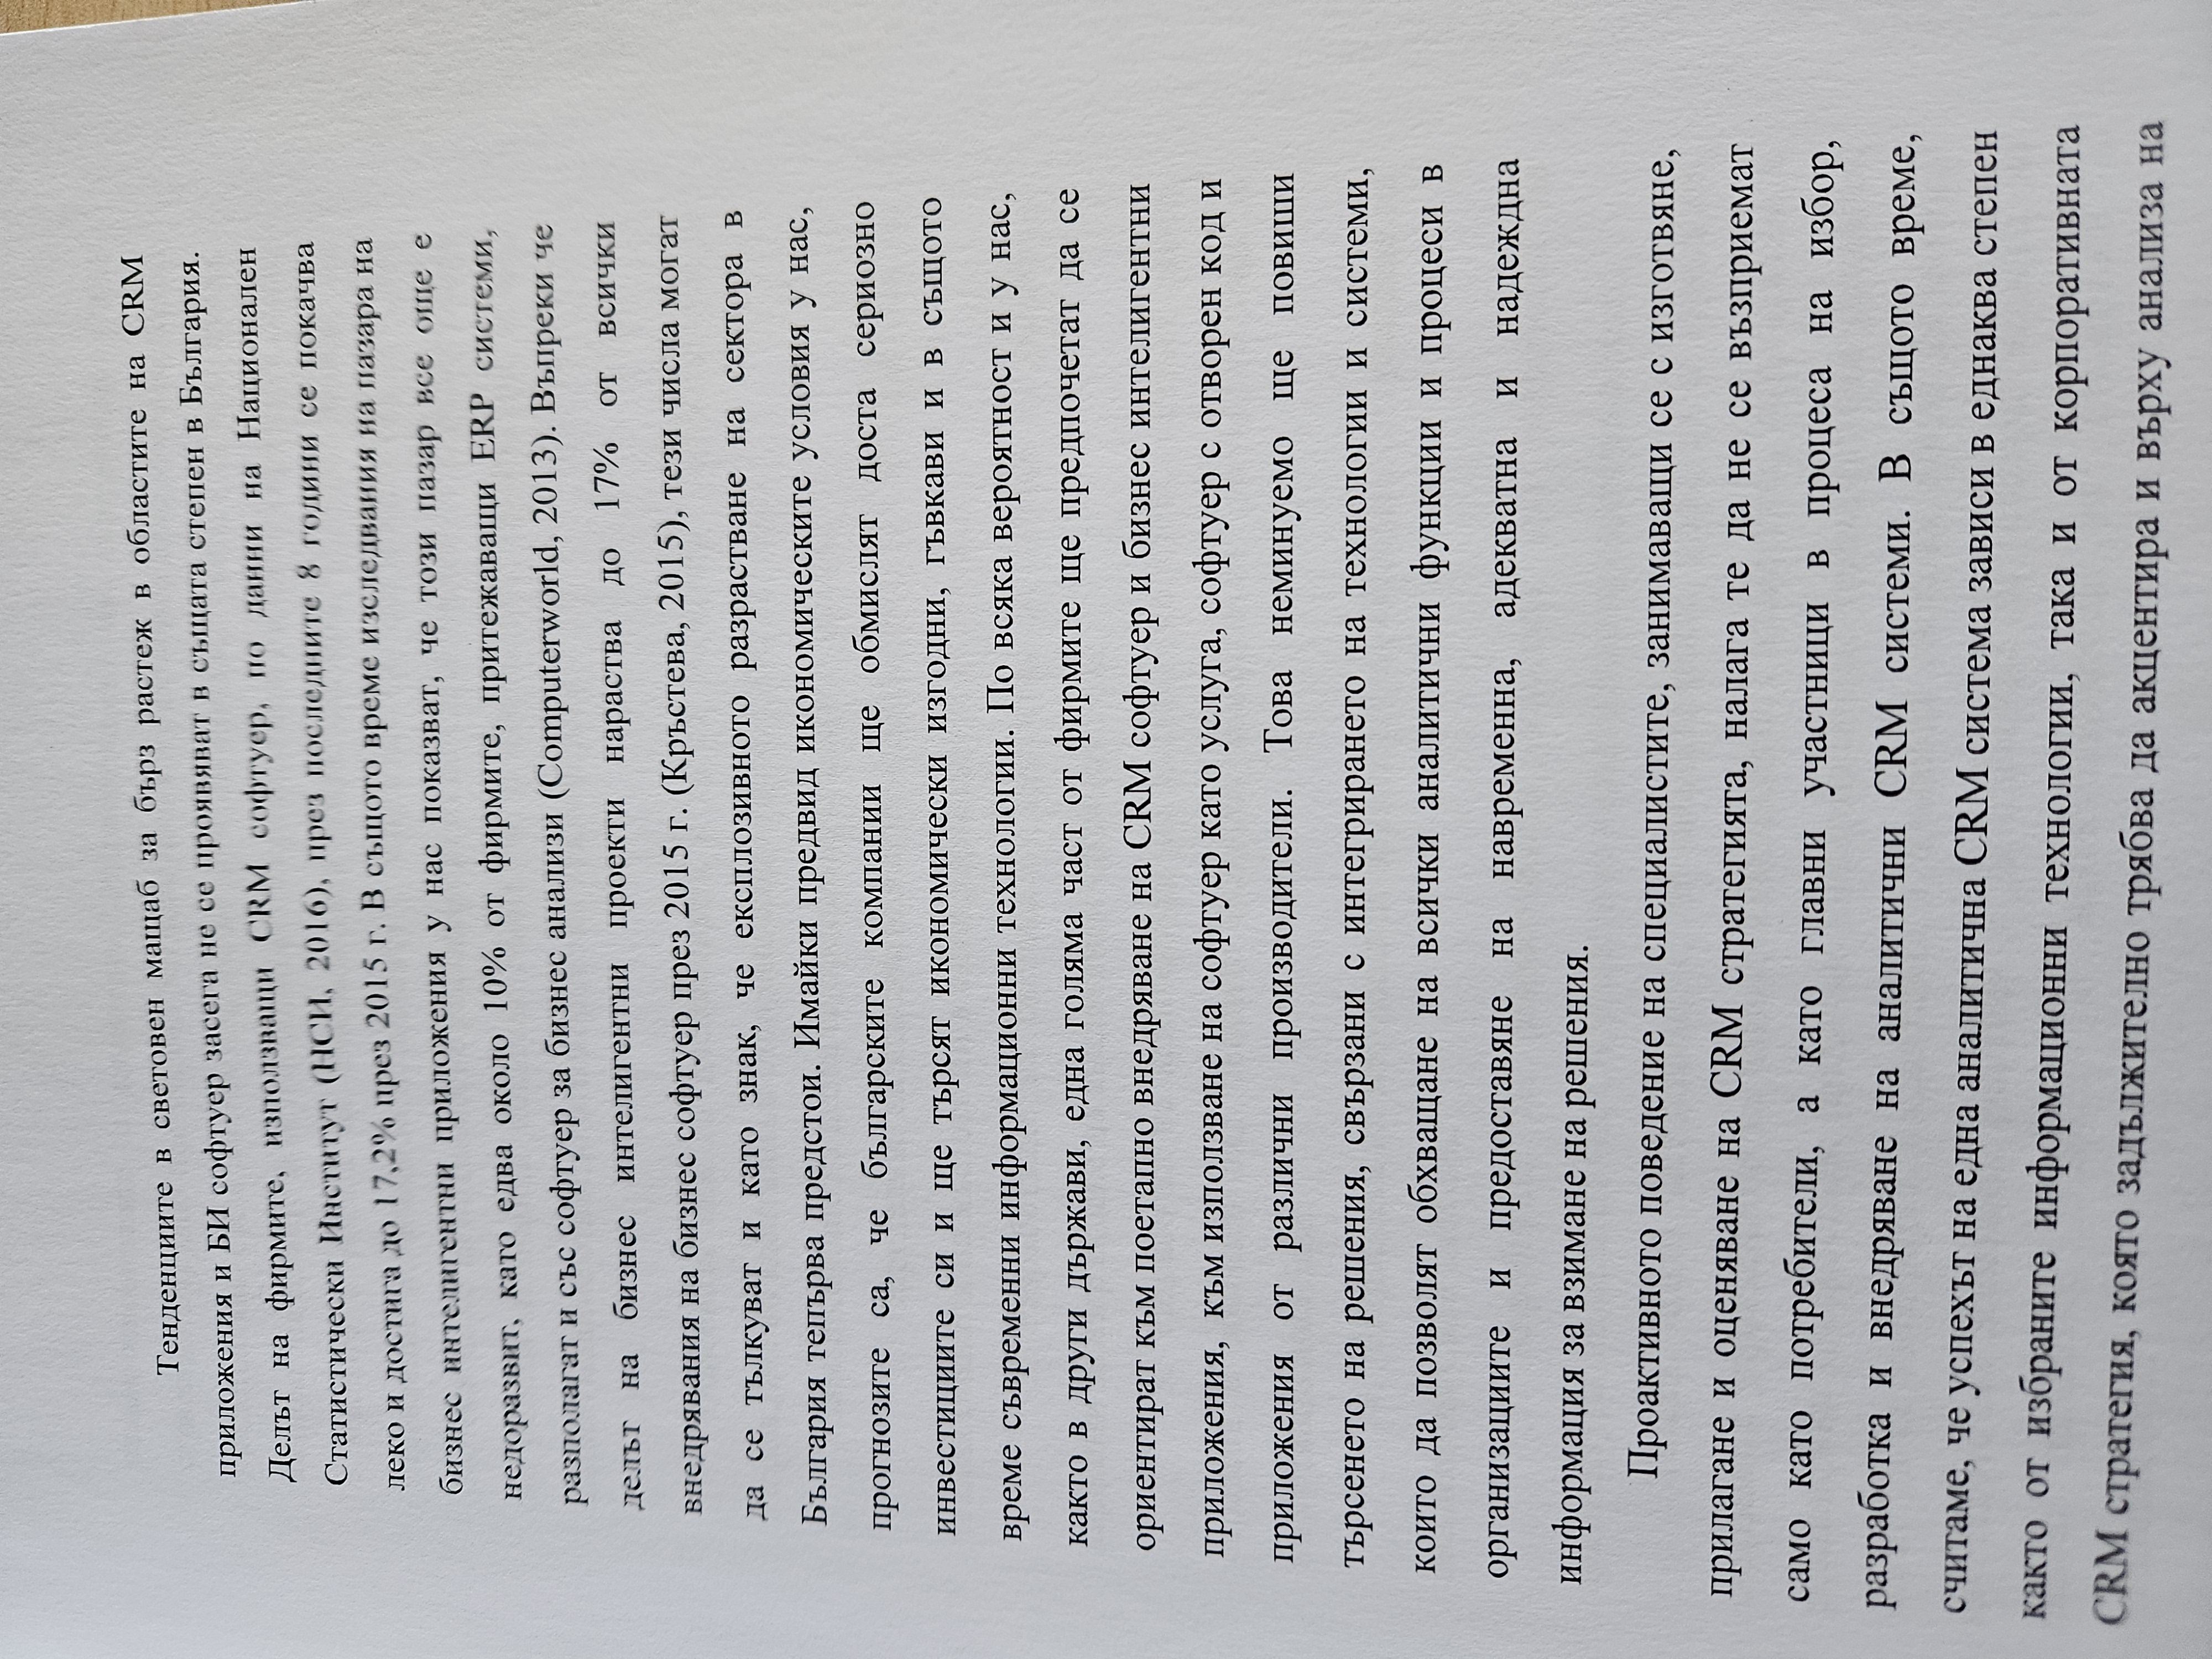 Тенденциите в световен мащаб за бърз растеж в областите на CRM
приложения и БИ софтуер засега не се проявяват в същата степен в България.
Делът на фирмите, използващи CRM софтуер, по данни на Национален
Статистически Институт (НСИ, 2016), през последните 8 години се покачва
леко и достига до 17,2% през 2015 г. В същото време изследвания на пазара на
бизнес интелигентни приложения у нас показват, че този пазар все още е
недоразвит, като едва около 10% от фирмите, притежаващи ERP системи,
разполагат и със софтуер за бизнес анализи (Computerworld, 2013). Въпреки че
делът на бизнес интелигентни проекти нараства до 17% от всички
внедрявания на бизнес софтуер през 2015 г. (Кръстева, 2015), тези числа могат
да се тълкуват и като знак, че експлозивното разрастване на сектора в
България тепърва предстои. Имайки предвид икономическите условия у нас,
прогнозите са, че българските компании ще обмислят доста сериозно
инвестициите си и ще търсят икономически изгодни, гъвкави и в същото
време съвременни информационни технологии. По всяка вероятност и у нас,
както в други държави, една голяма част от фирмите ще предпочетат да се
ориентират към поетапно внедряване на CRM софтуер и бизнес интелигентни
приложения, към използване на софтуер като услуга, софтуер с отворен код и
приложения от различни производители. Това неминуемо ще повиши
търсенето на решения, свързани с интегрирането на технологии и системи,
които да позволят обхващане на всички аналитични функции и процеси в
организациите и предоставяне на навременна, адекватна и надеждна
информация за взимане на решения.
Проактивното поведение на специалистите, занимаващи се с изготвяне,
прилагане и оценяване на CRM стратегията, налага те да не се възприемат
само като потребители, а като главни участници в процеса на избор,
разработка и внедряване на аналитични CRM системи. В същото време,
считаме, че успехът на една аналитична CRM система зависи в еднаква степен
както от избраните информационни технологии, така и от корпоративната
CRM стратегия, която задължително трябва да акцентира и върху анализа на